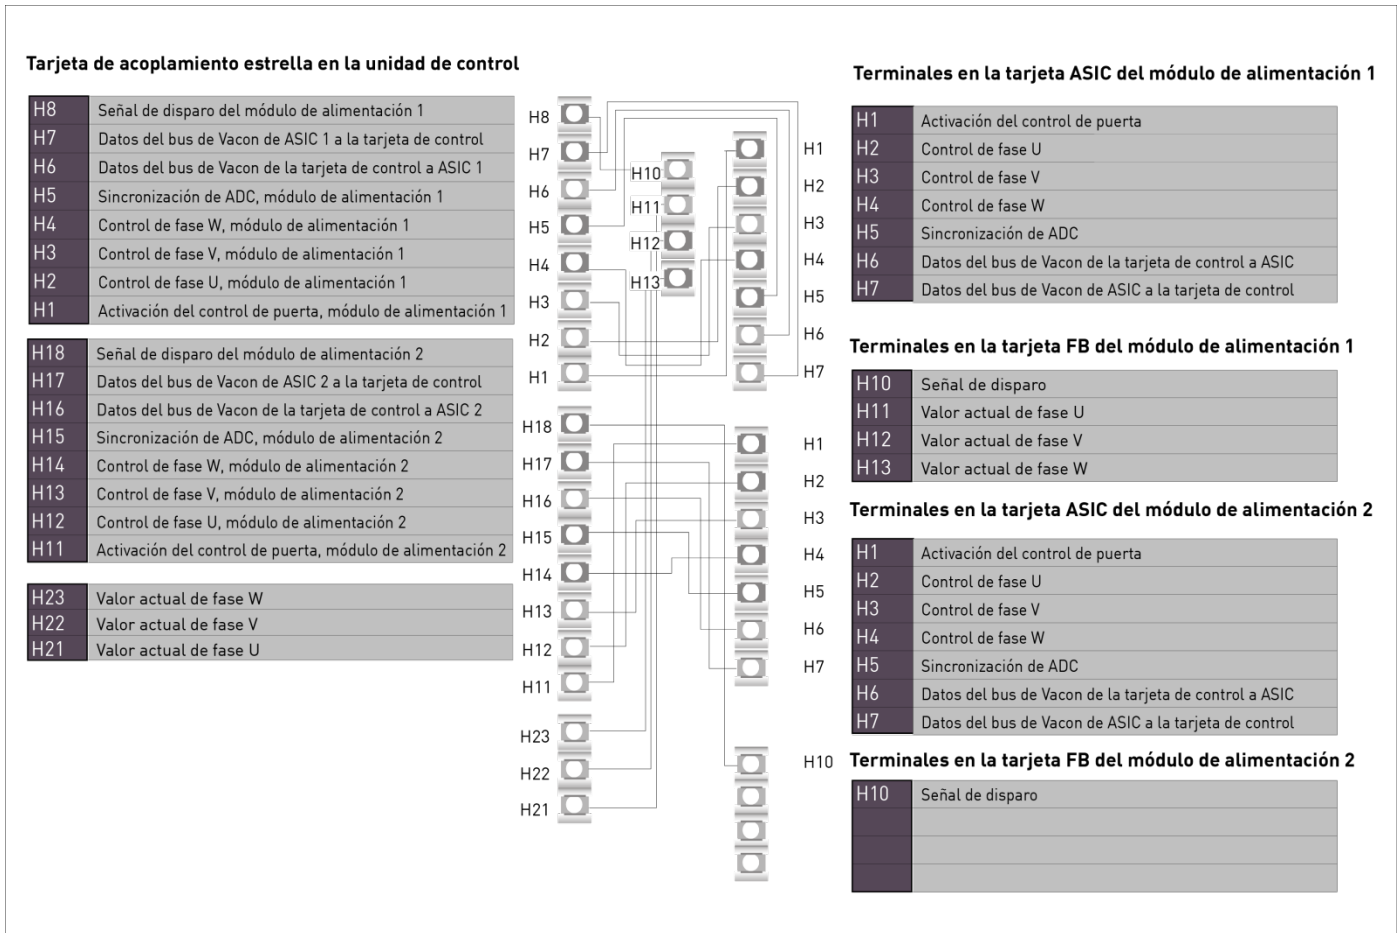 Tarjeta de acoplamiento estrella en la unidad de control
H8 Señal de disparo del módulo de alimentación 1
H7 Datos del bus de Vacon de ASIC 1 a la tarjeta de control
H6 Datos del bus de Vacon de la tarjeta de control a ASIC 1
H5 Sincronización de ADC, módulo de alimentación 1
H4 Control de fase W, módulo de alimentación 1
H3 Control de fase V, módulo de alimentación 1
H2 Control de fase U, módulo de alimentación 1
H1 Activación del control de puerta, módulo de alimentación 1
H18 Señal de disparo del módulo de alimentación 2
H17 Datos del bus de Vacon de ASIC 2 a la tarjeta de control
H16 Datos del bus de Vacon de la tarjeta de control a ASIC 2
H15 Sincronización de ADC, módulo de alimentación 2
H14 Control de fase W, módulo de alimentación 2
H13 Control de fase V, módulo de alimentación 2
H12 Control de fase U, módulo de alimentación 2
H11 Activación del control de puerta, módulo de alimentación 2
H23 Valor actual de fase W
H22 Valor actual de fase V
H21 Valor actual de fase U
H8
H7
H6
H5
H4
H3
H2
H1
H18
H17
H16
H15
H14
H13
H12
H11
H23
H22
H21
H10
H11
H12
H13
H1
H2
H3
H4
H5
H6
H7
H1
H2
H3
H4
H5
H6
H7
H10
Terminales en la tarjeta ASIC del módulo de alimentación 1
H1 Activación del control de puerta
H2 Control de fase U
H3 Control de fase V
H4 Control de fase W
H5 Sincronización de ADC
H6 Datos del bus de Vacon de la tarjeta de control a ASIC
H7 Datos del bus de Vacon de ASIC a la tarjeta de control
Terminales en la tarjeta FB del módulo de alimentación 1
H10 Señal de disparo
H11 Valor actual de fase U
H12 Valor actual de fase V
H13 Valor actual de fase W
Terminales en la tarjeta ASIC del módulo de alimentación 2
H1 Activación del control de puerta
H2 Control de fase U
H3 Control de fase V
H4 Control de fase W
H5 Sincronización de ADC
H6 Datos del bus de Vacon de la tarjeta de control a ASIC
H7 Datos del bus de Vacon de ASIC a la tarjeta de control
Terminales en la tarjeta FB del módulo de alimentación 2
H10 Señal de disparo